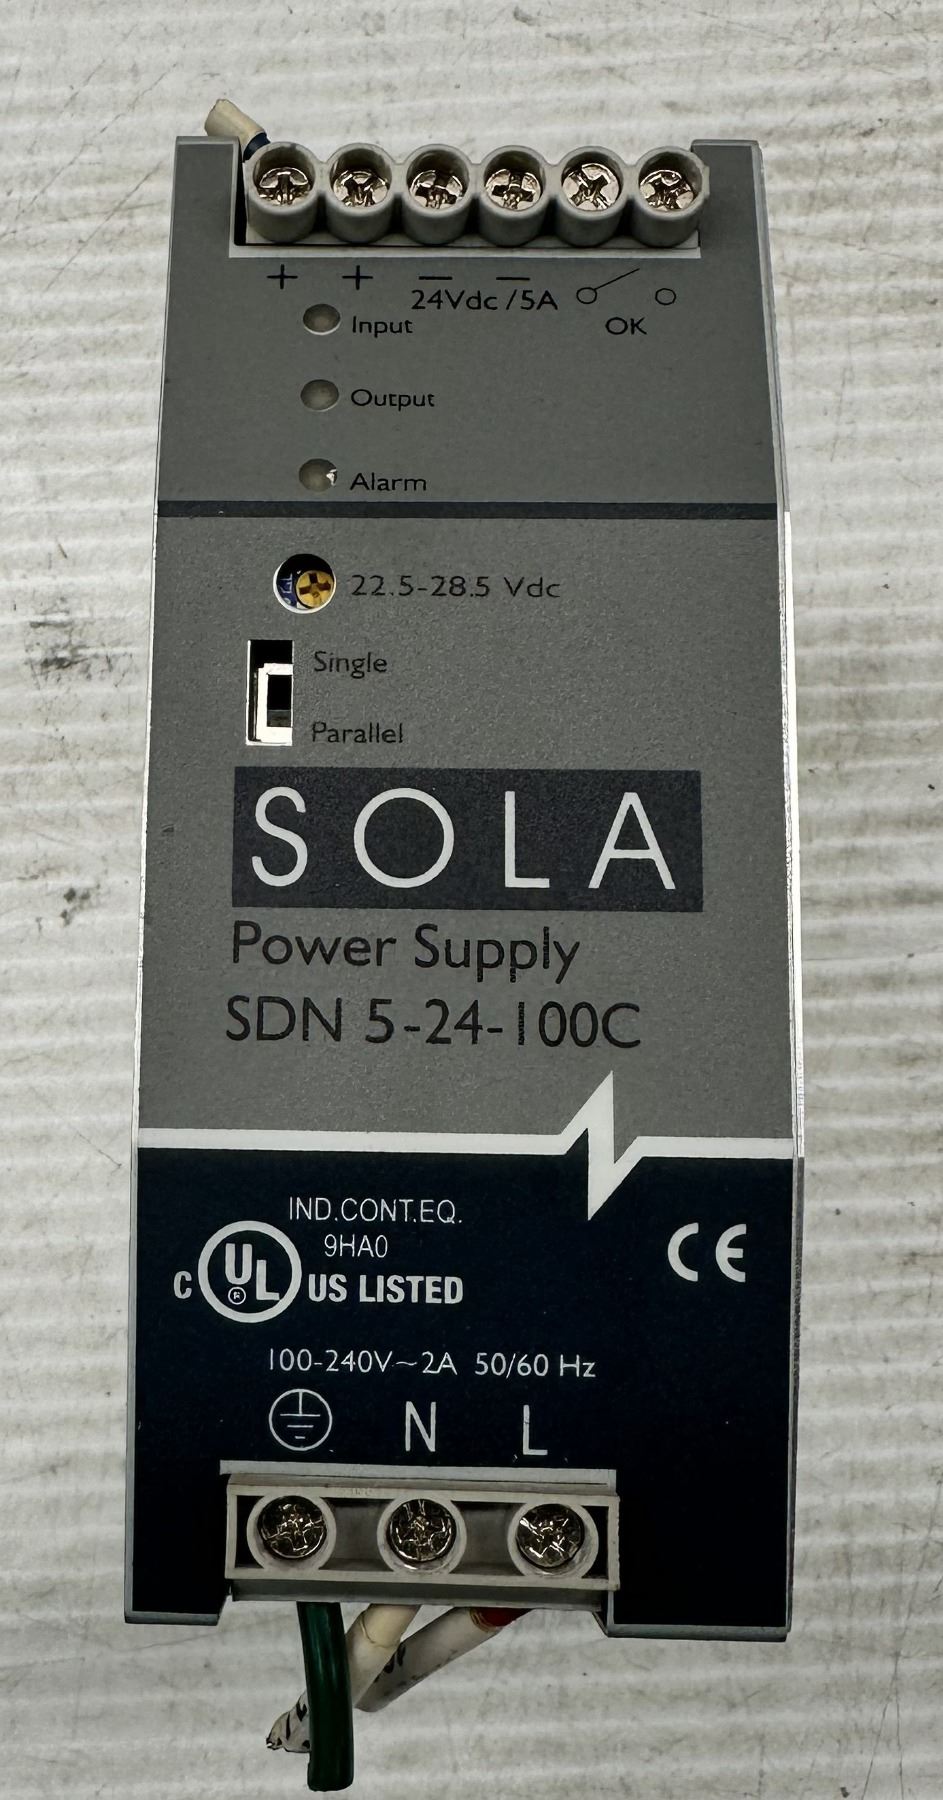 + + − −
24Vdc/5A
Input
OK
Output
Alarm
22.5-28.5 Vdc
Single
Parallel
SOLA
Power Supply
SDN 5-24-100C
IND.CONT.EQ.
9HA0
C UL US LISTED
CE
100-240V~2A 50/60 Hz
N L